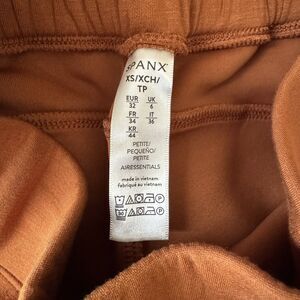 SPANX
XS/XCH/
TP
EUR UK
32 6
FR IT
34 36
KR
44
PETITE/
PEQUEÑO/
PETITE
AIRESSENTIALS
made in vietnam
fabriqué au vietnam